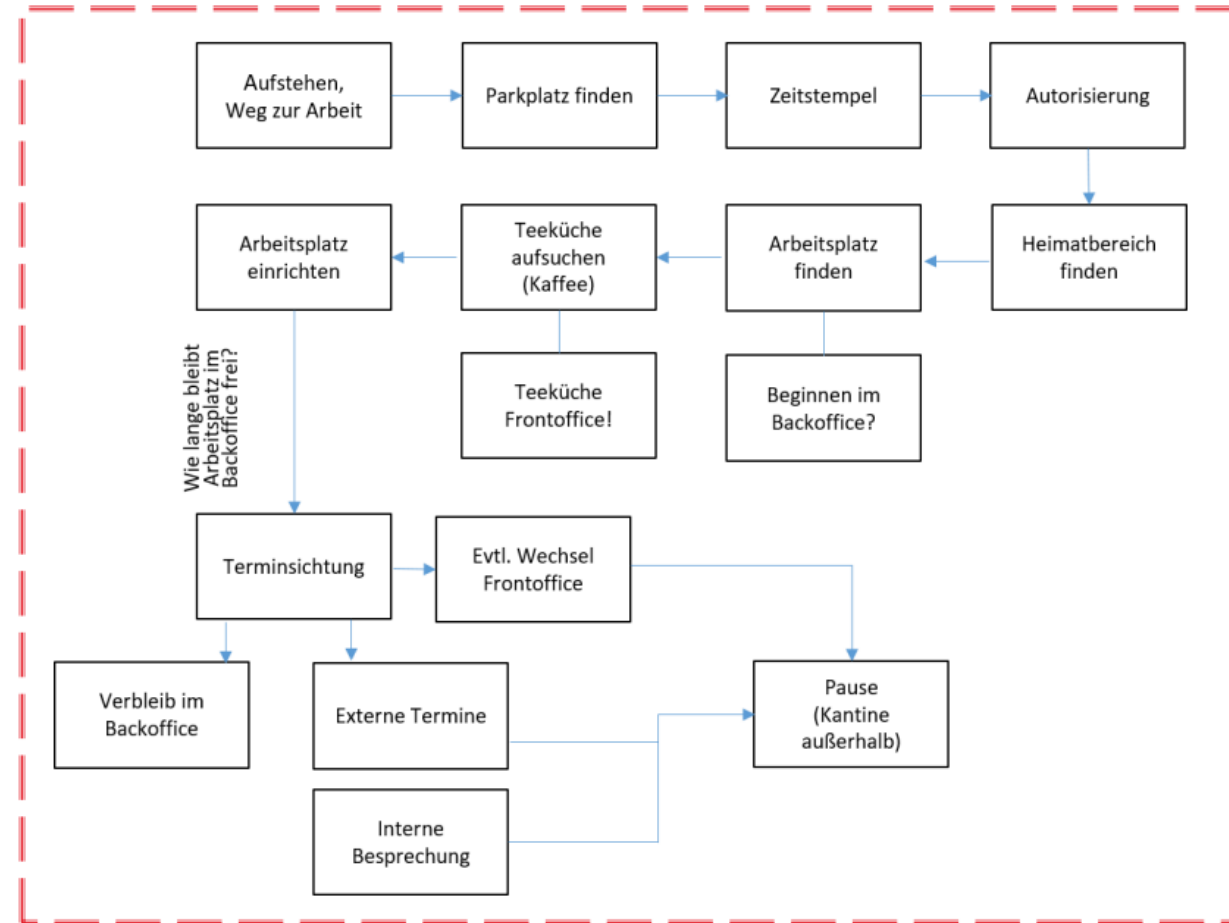 Aufstehen,
Weg zur Arbeit
Parkplatz finden
Zeitstempel
Autorisierung
Arbeitsplatz
einrichten
Teeküche
aufsuchen
(Kaffee)
Arbeitsplatz
finden
Heimatbereich
finden
Teeküche
Frontoffice!
Beginnen im
Backoffice?
Wie lange bleibt
Arbeitsplatz im
Backoffice frei?
Terminsichtung
Evtl. Wechsel
Frontoffice
Verbleib im
Backoffice
Externe Termine
Pause
(Kantine
außerhalb)
Interne
Besprechung